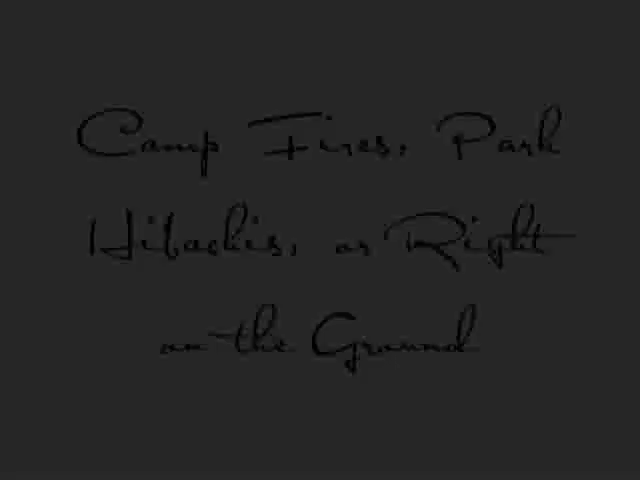 Camp Fires, Park
Hibachis, or Right
on the Ground